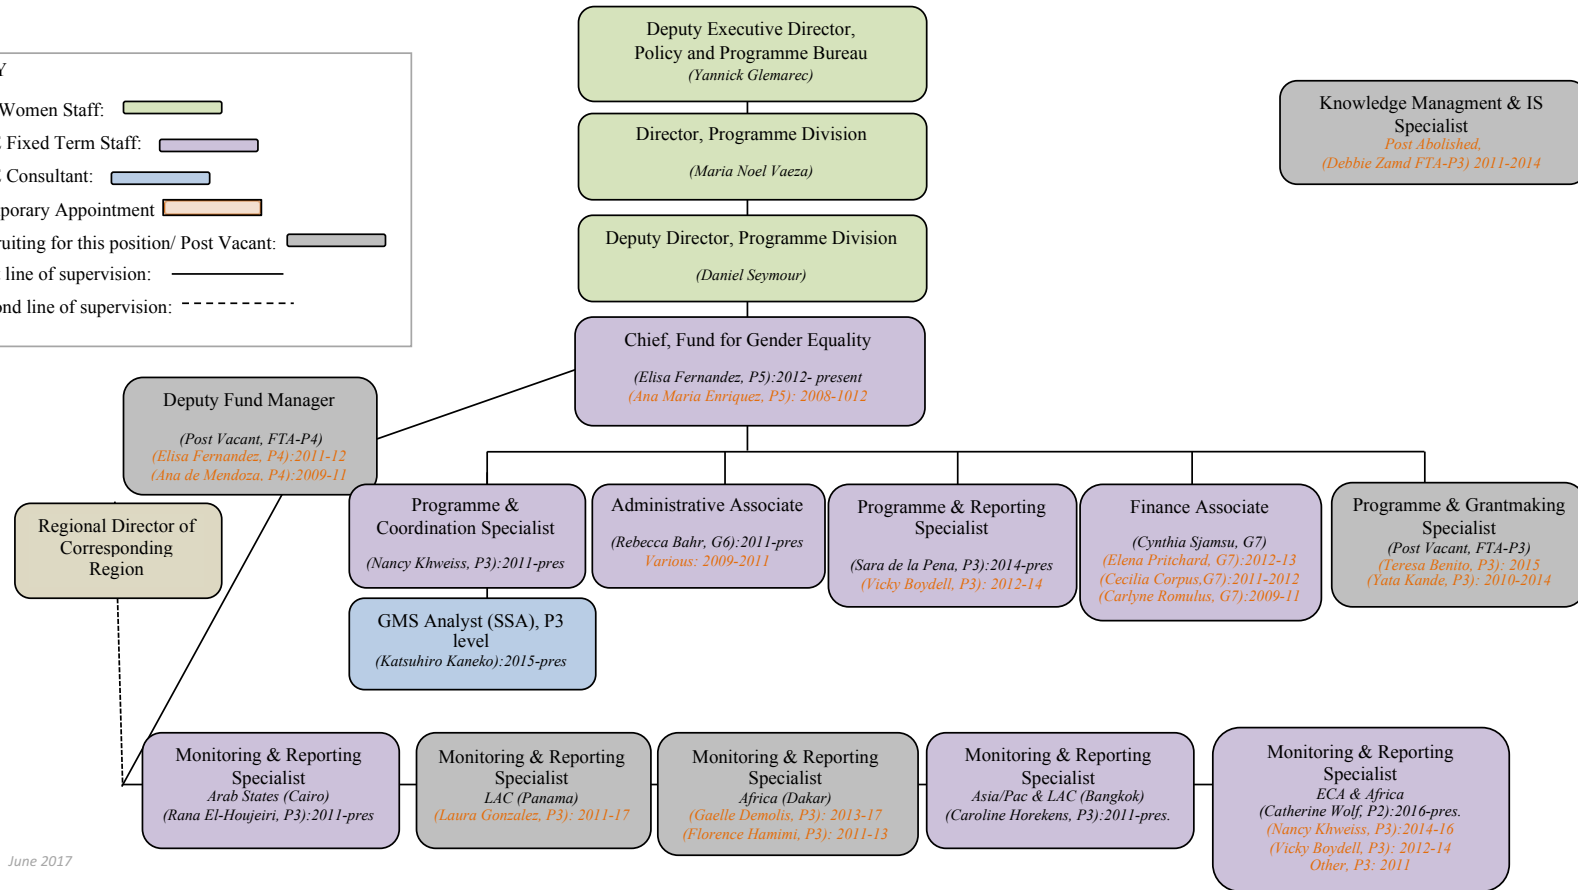 Deputy Executive Director,
Policy and Programme Bureau
(Yannick Glemarec)
Y
Women Staff:
Fixed Term Staff:
Consultant:
porary Appointment
ruiting for this position/ Post Vacant:
line of supervision:
ond line of supervision:
Knowledge Managment & IS
Specialist
Post Abolished,
(Debbie Zamd FTA-P3) 2011-2014
Director, Programme Division
(Maria Noel Vaeza)
Deputy Director, Programme Division
(Daniel Seymour)
Chief, Fund for Gender Equality
(Elisa Fernandez, P5):2012- present
(Ana Maria Enriquez, P5): 2008-1012
Deputy Fund Manager
(Post Vacant, FTA-P4)
(Elisa Fernandez, P4):2011-12
(Ana de Mendoza, P4):2009-11
Regional Director of
Corresponding
Region
Programme &
Coordination Specialist
(Nancy Khweiss, P3):2011-pres
Administrative Associate
(Rebecca Bahr, G6):2011-pres
Various: 2009-2011
Programme & Reporting
Specialist
(Sara de la Pena, P3):2014-pres
(Vicky Boydell, P3): 2012-14
Finance Associate
(Cynthia Sjamsu, G7)
(Elena Pritchard, G7):2012-13
(Cecilia Corpus,G7):2011-2012
(Carlyne Romulus, G7):2009-11
Programme & Grantmaking
Specialist
(Post Vacant, FTA-P3)
(Teresa Benito, P3): 2015
(Yata Kande, P3): 2010-2014
GMS Analyst (SSA), P3
level
(Katsuhiro Kaneko):2015-pres
Monitoring & Reporting
Specialist
Arab States (Cairo)
(Rana El-Houjeiri, P3):2011-pres
Monitoring & Reporting
Specialist
LAC (Panama)
(Laura Gonzalez, P3): 2011-17
Monitoring & Reporting
Specialist
Africa (Dakar)
(Gaelle Demolis, P3): 2013-17
(Florence Hamimi, P3): 2011-13
Monitoring & Reporting
Specialist
Asia/Pac & LAC (Bangkok)
(Caroline Horekens, P3):2011-pres.
Monitoring & Reporting
Specialist
ECA & Africa
(Catherine Wolf, P2):2016-pres.
(Nancy Khweiss, P3):2014-16
(Vicky Boydell, P3): 2012-14
Other, P3: 2011
June 2017